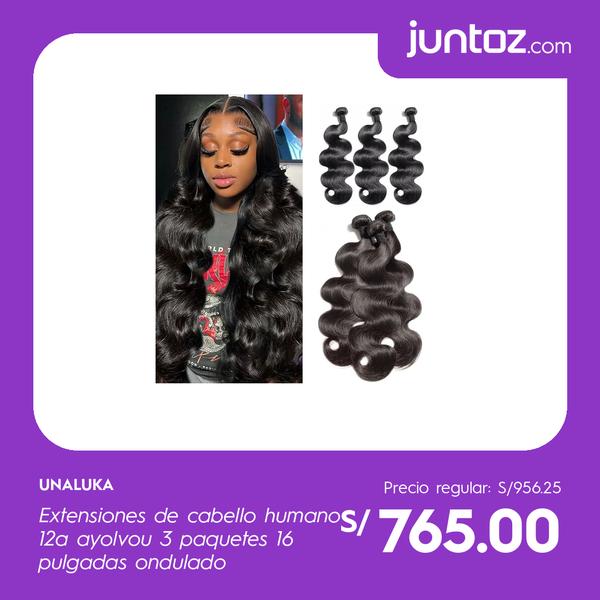 juntoz.com
UNALUKA
Extensiones de cabello humano
12a ayolvou 3 paquetes 16
pulgadas ondulado
Precio regular: S/956.25
S/ 765.00